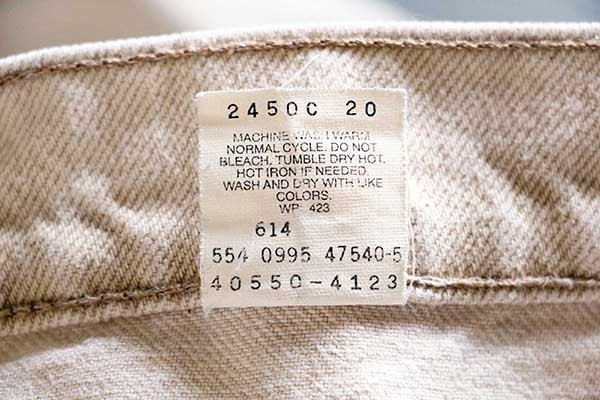 24500 20
MACHINE WASH WARM
NORMAL CYCLE. DO NOT
BLEACH. TUMBLE DRY HOT.
HOT IRON IF NEEDED.
WASH AND DRY WITH LIKE
COLORS.
WPL 423
614
554 0995 47540-5
40550-4123